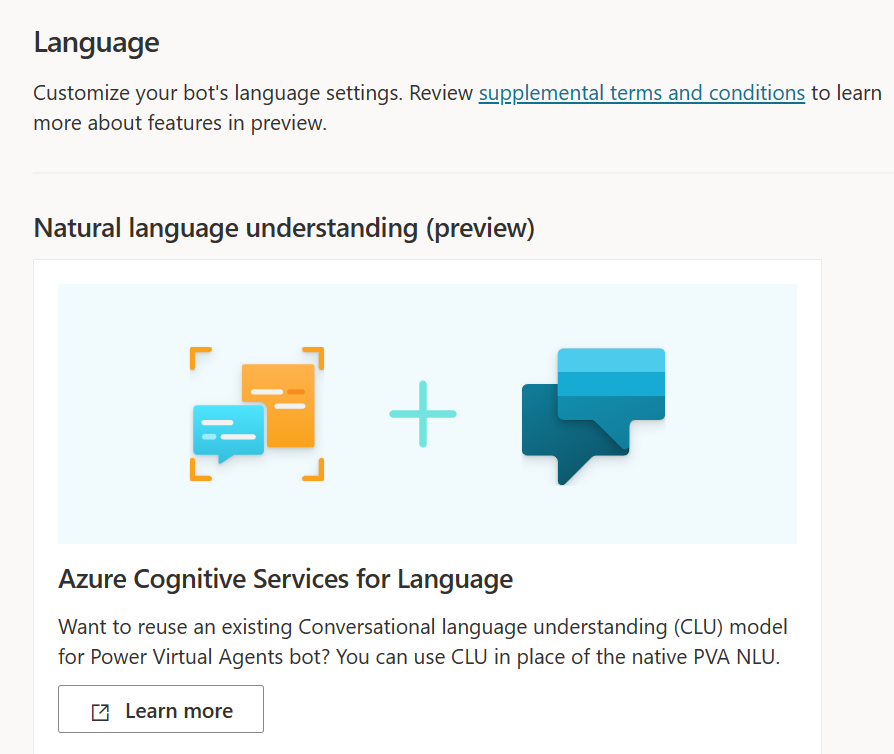 Language
Customize your bot's language settings. Review supplemental terms and conditions to learn
more about features in preview.
Natural language understanding (preview)
Azure Cognitive Services for Language
Want to reuse an existing Conversational language understanding (CLU) model
for Power Virtual Agents bot? You can use CLU in place of the native PVA NLU.
Learn more